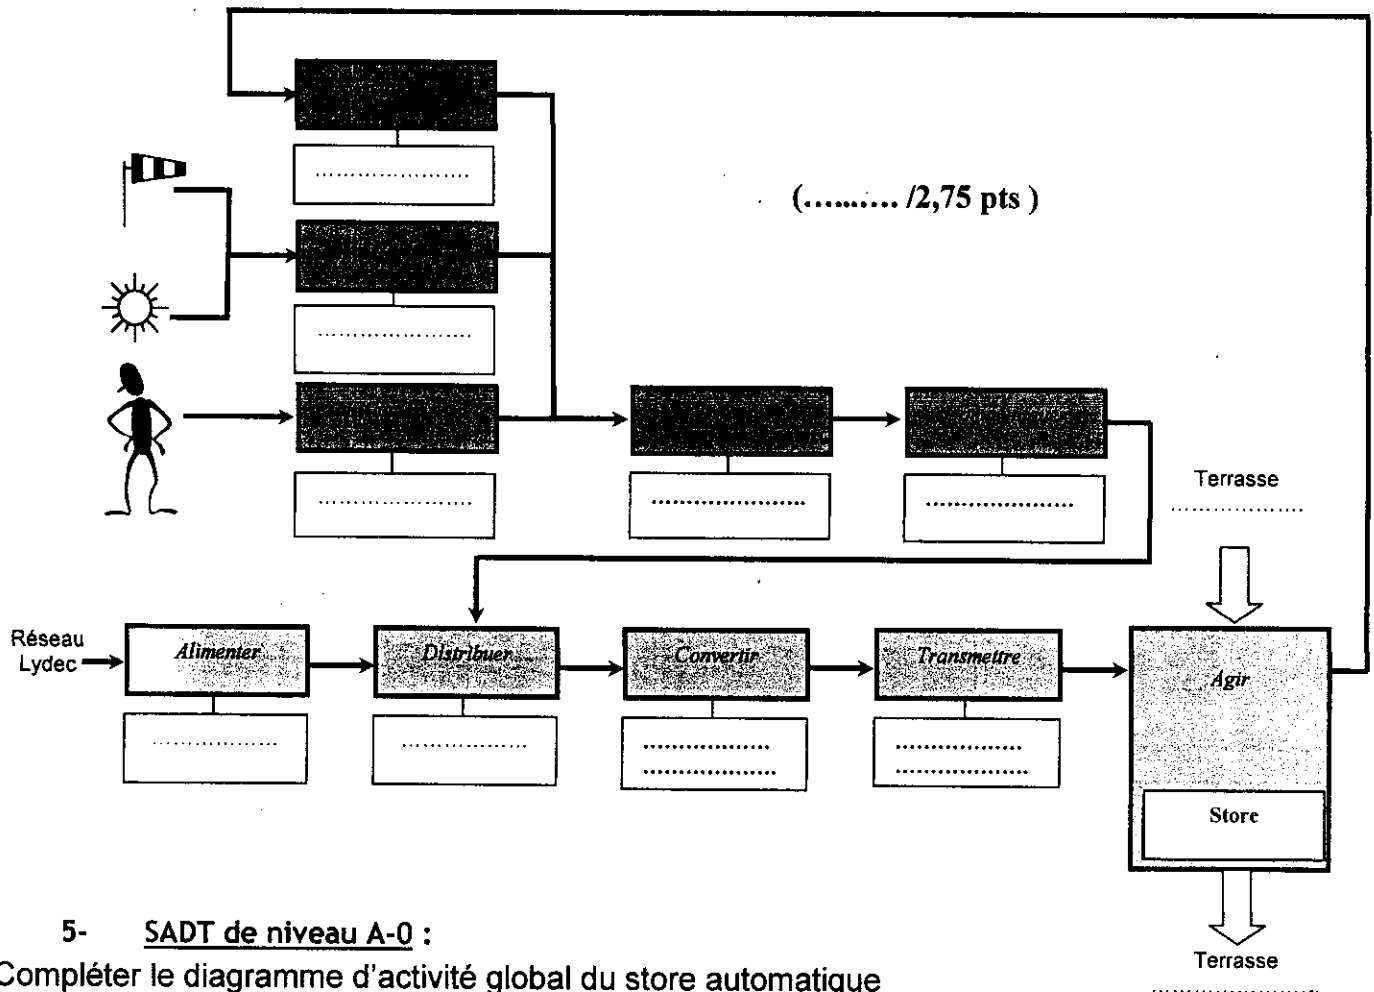 ....................
(.......... /2,75 pts )
....................
....................
....................
....................
Terrasse
.................
Réseau
Lydec
Alimenter
Distribuer
Convertir
Transmettre
Agir
................
................
................
................
................
................
Store
5- SADT de niveau A-0 :
Compléter le diagramme d'activité global du store automatique
Terrasse